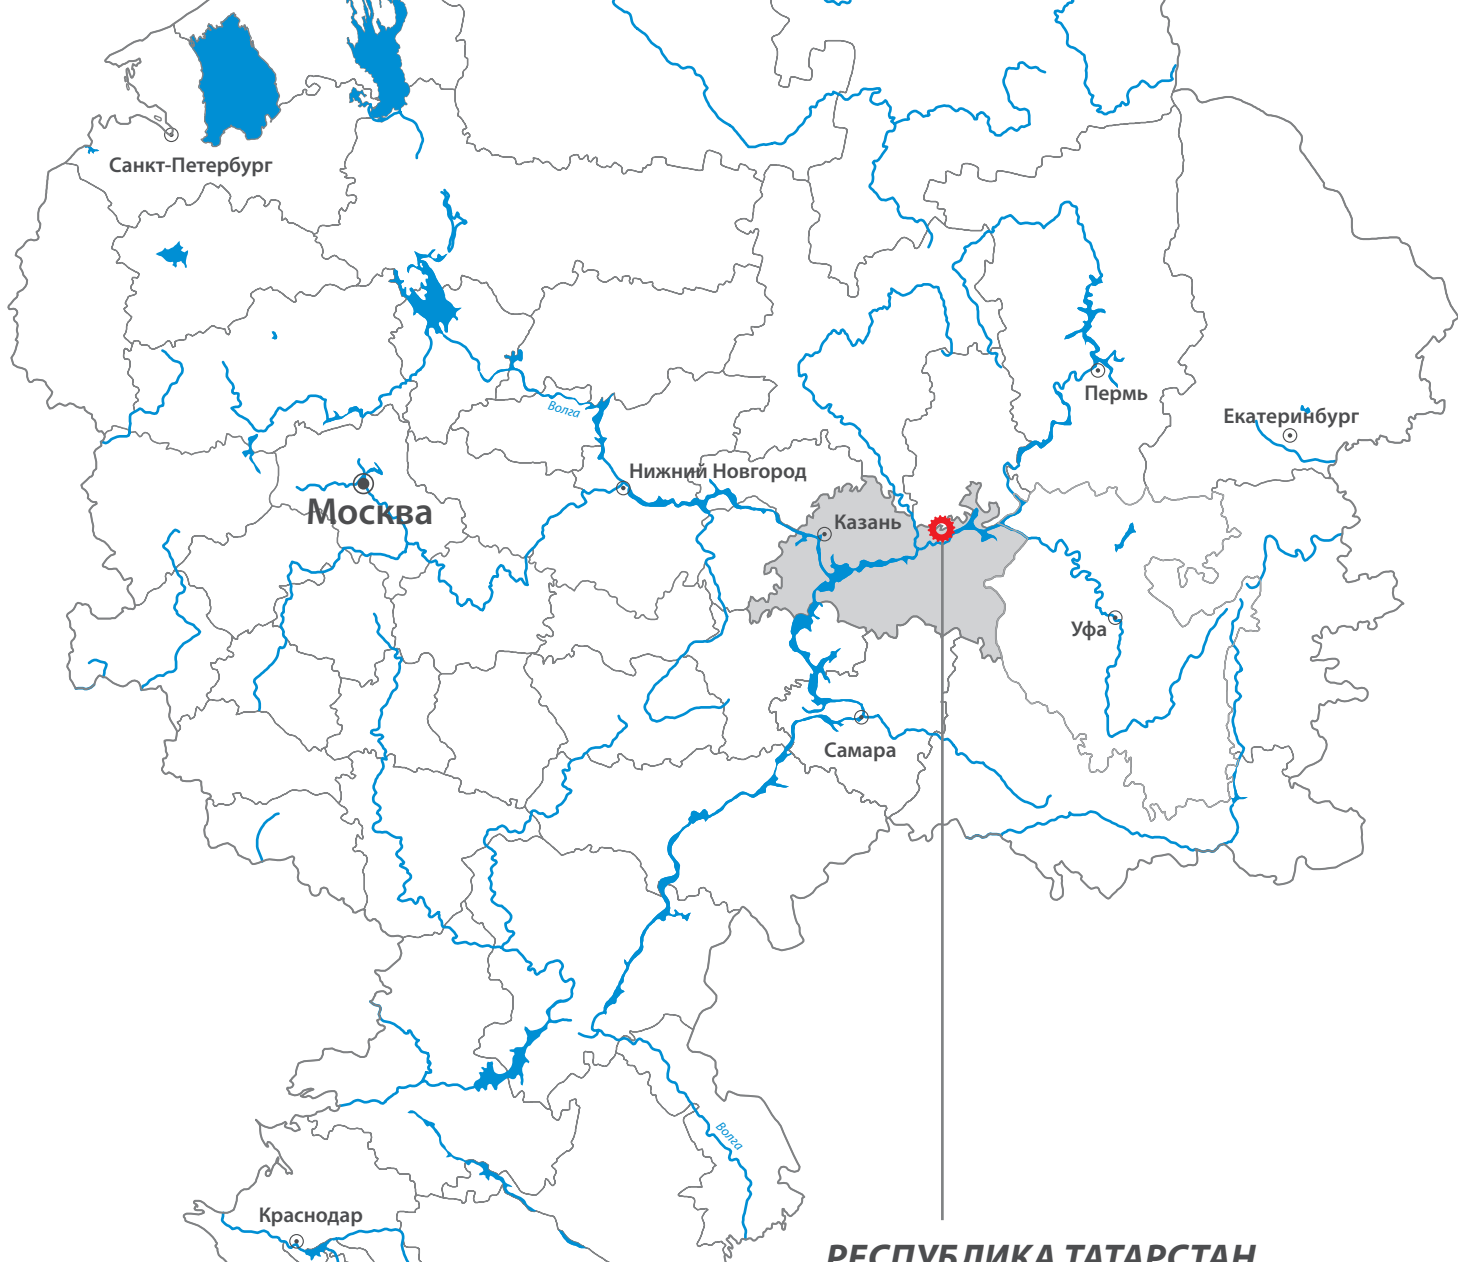 Санкт-Петербург
Волга
Пермь
Екатеринбург
Нижний Новгород
Москва
Казань
Уфа
Самара
Волга
Краснодар
РЕСПУБЛИКА ТАТАРСТАН